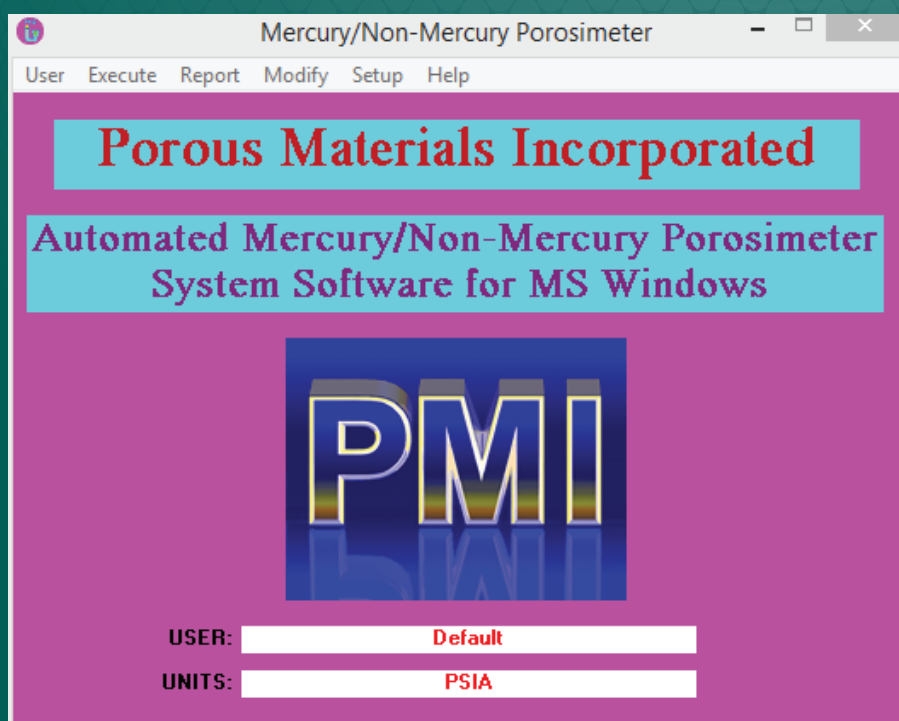 Mercury/Non-Mercury Porosimeter
User Execute Report Modify Setup Help
Porous Materials Incorporated
Automated Mercury/Non-Mercury Porosimeter
System Software for MS Windows
PMI
USER: Default
UNITS: PSIA